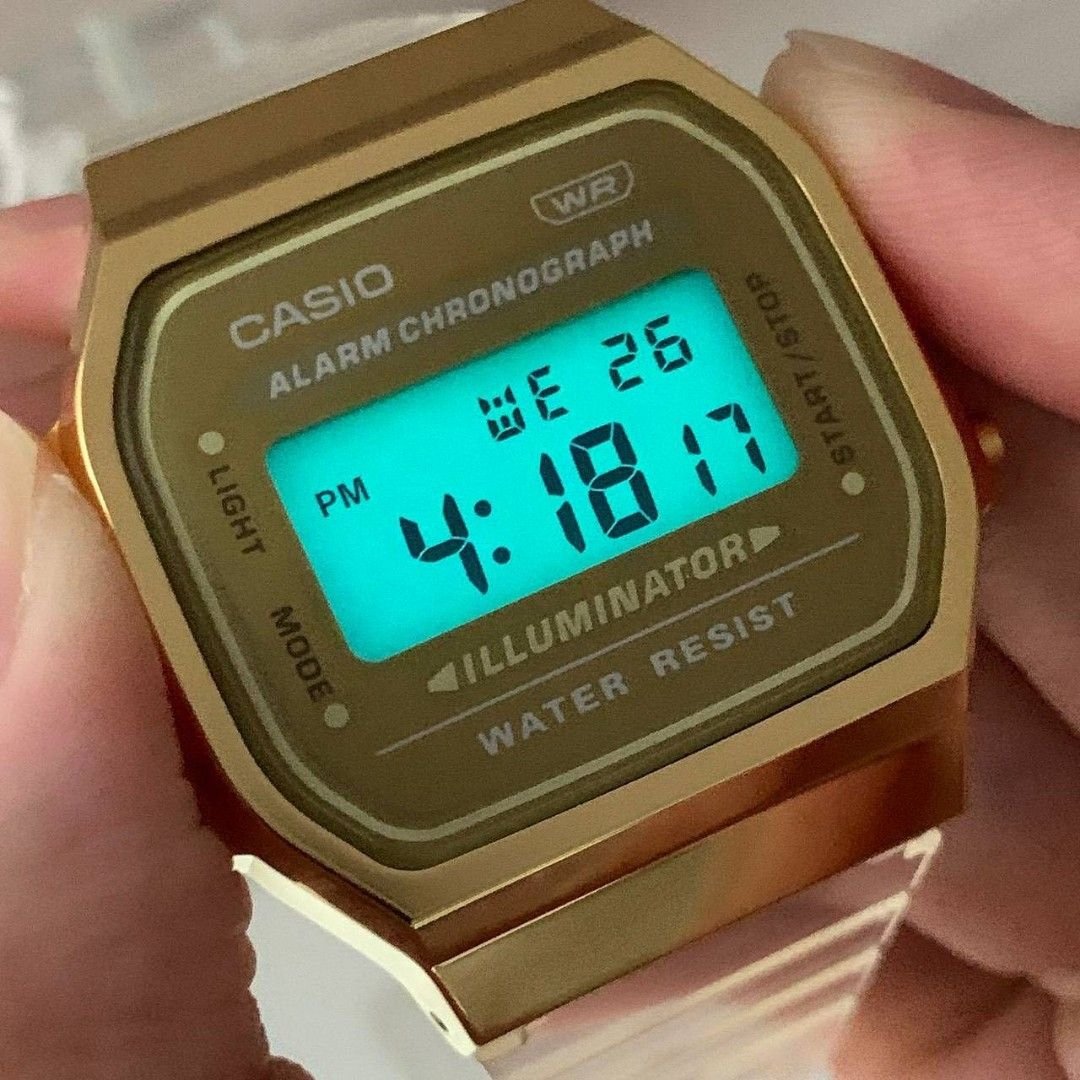 WR
CASIO
ALARM CHRONOGRAPH
WE 26
PM 4:18 17
LIGHT
MODE
START/STOP
ILLUMINATOR
WATER RESIST